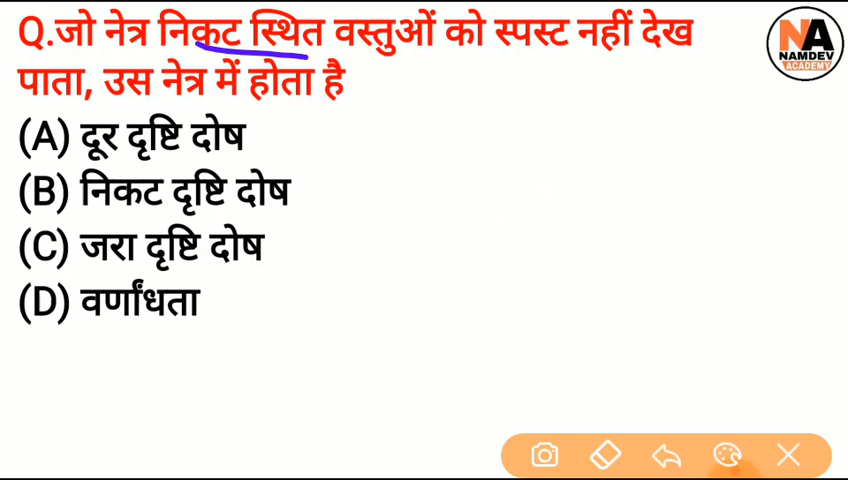 Q.जो नेत्र निकट स्थित वस्तुओं को स्पस्ट नहीं देख
पाता, उस नेत्र में होता है
(A) दूर दृष्टि दोष
(B) निकट दृष्टि दोष
(C) जरा दृष्टि दोष
(D) वर्णांधता
NA
NAMDEV
ACADEMY